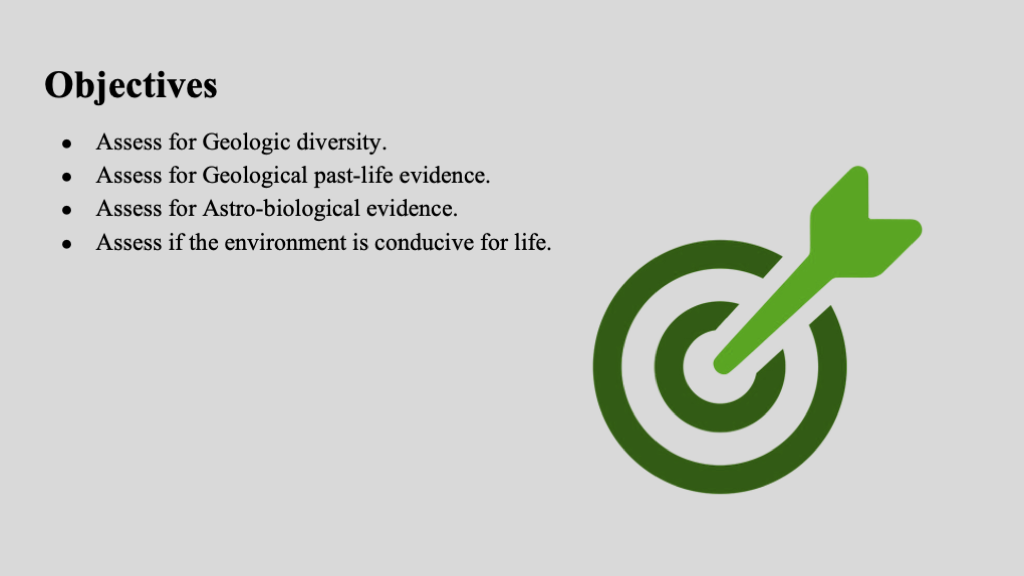 Objectives
● Assess for Geologic diversity.
● Assess for Geological past-life evidence.
● Assess for Astro-biological evidence.
● Assess if the environment is conducive for life.